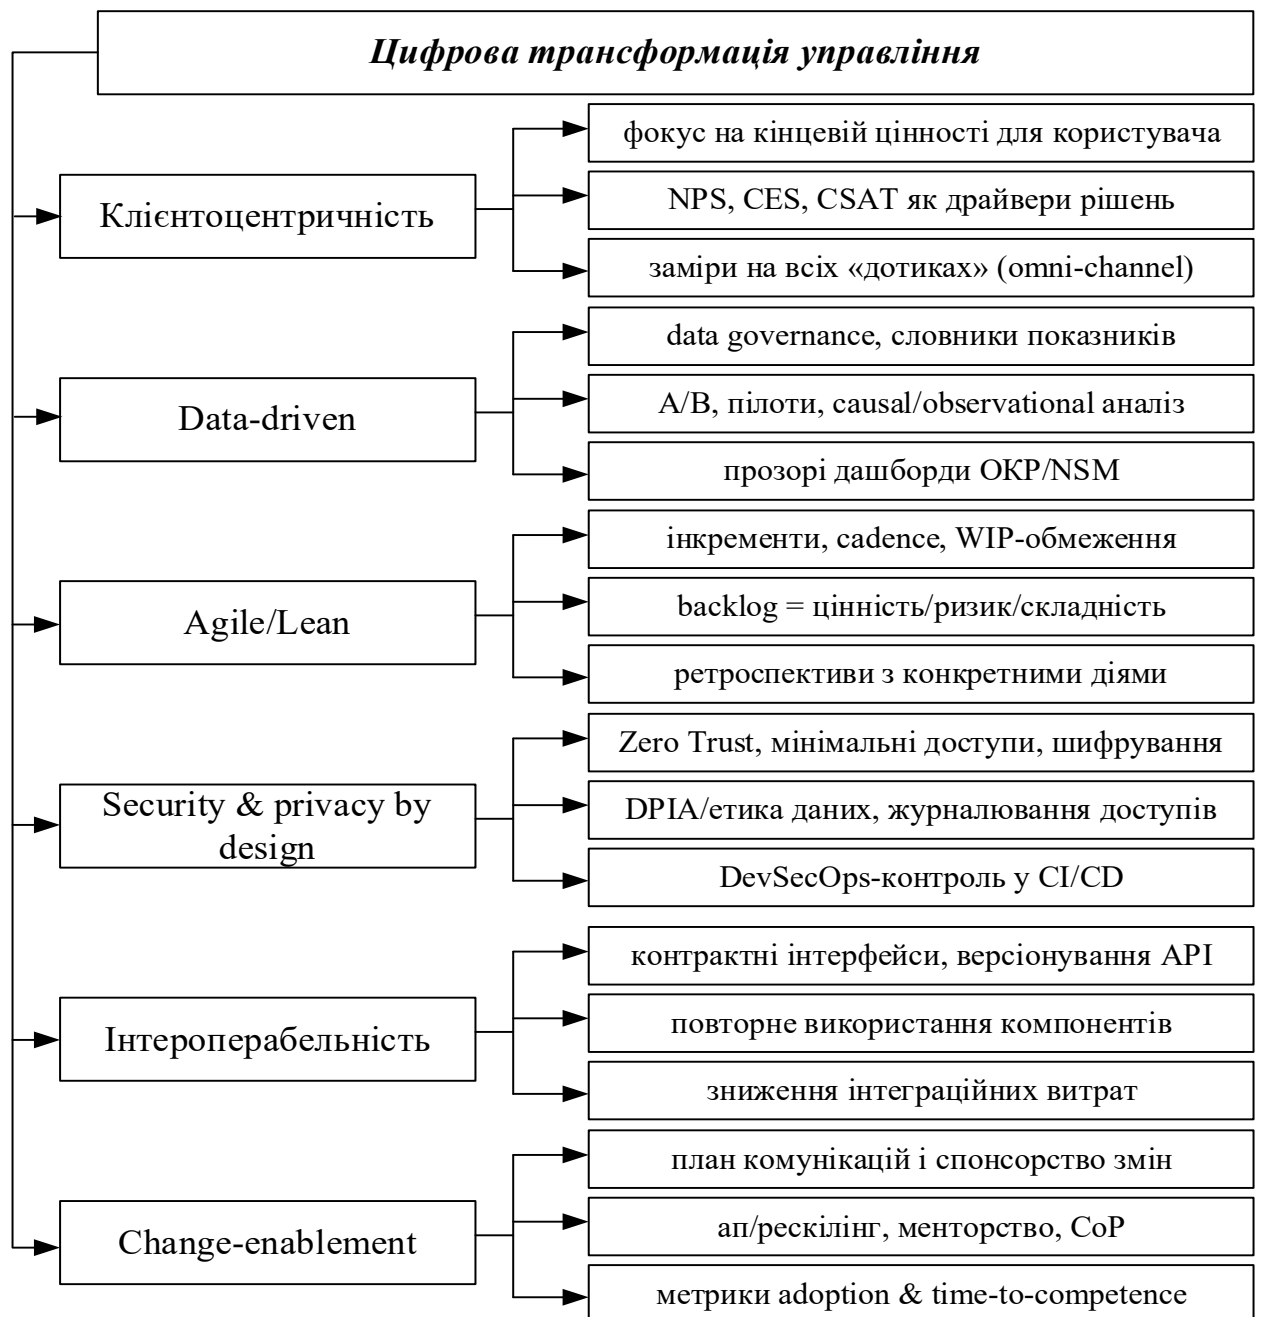 Цифрова трансформація управління
Клієнтоцентричність
фокус на кінцевій цінності для користувача
NPS, CES, CSAT як драйвери рішень
заміри на всіх «дотиках» (omni-channel)
Data-driven
data governance, словники показників
A/B, пілоти, causal/observational аналіз
прозорі дашборди ОКР/NSM
Agile/Lean
інкременти, cadence, WIP-обмеження
backlog = цінність/ризик/складність
ретроспективи з конкретними діями
Security & privacy by
design
Zero Trust, мінімальні доступи, шифрування
DPIA/етика даних, журналювання доступів
DevSecOps-контроль у CI/CD
Інтероперабельність
контрактні інтерфейси, версіонування API
повторне використання компонентів
зниження інтеграційних витрат
Change-enablement
план комунікацій і спонсорство змін
ап/рескілінг, менторство, CoP
метрики adoption & time-to-competence